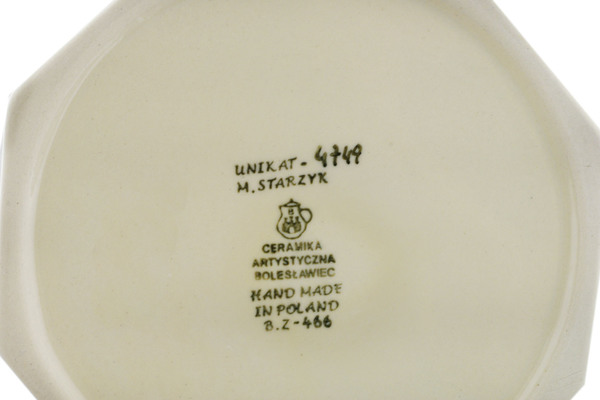 UNIKAT - 4749
M. STARZYK
CERAMIKA
ARTYSTYCZNA
BOLESŁAWIEC
HAND MADE
IN POLAND
B.Z-466